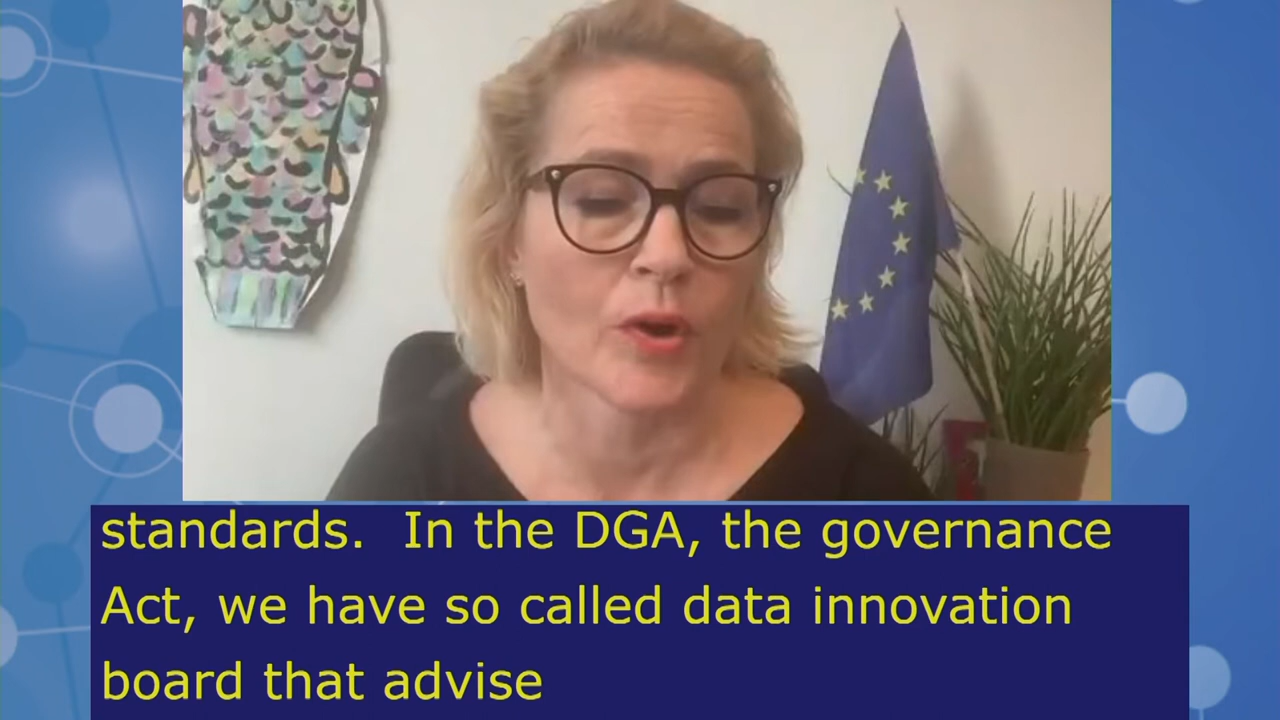 standards.  In the DGA, the governance
Act, we have so called data innovation
board that advise